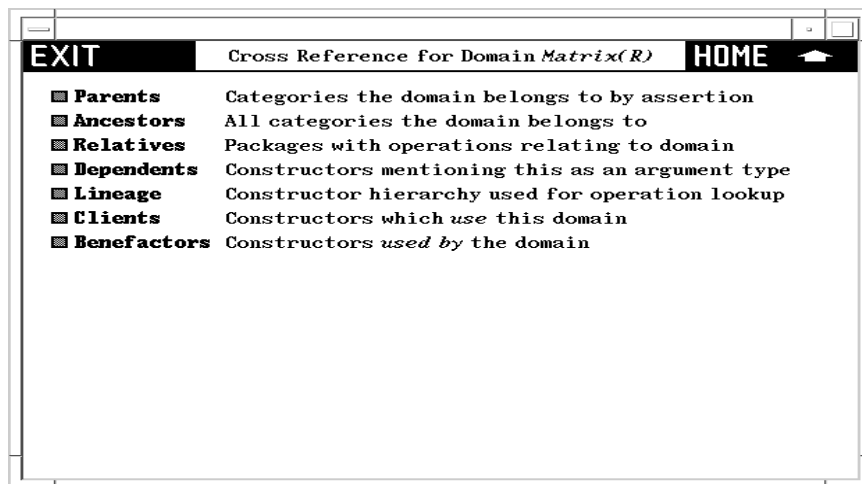 EXIT Cross Reference for Domain Matrix(R) HOME
Parents Categories the domain belongs to by assertion
Ancestors All categories the domain belongs to
Relatives Packages with operations relating to domain
Dependents Constructors mentioning this as an argument type
Lineage Constructor hierarchy used for operation lookup
Clients Constructors which use this domain
Benefactors Constructors used by the domain